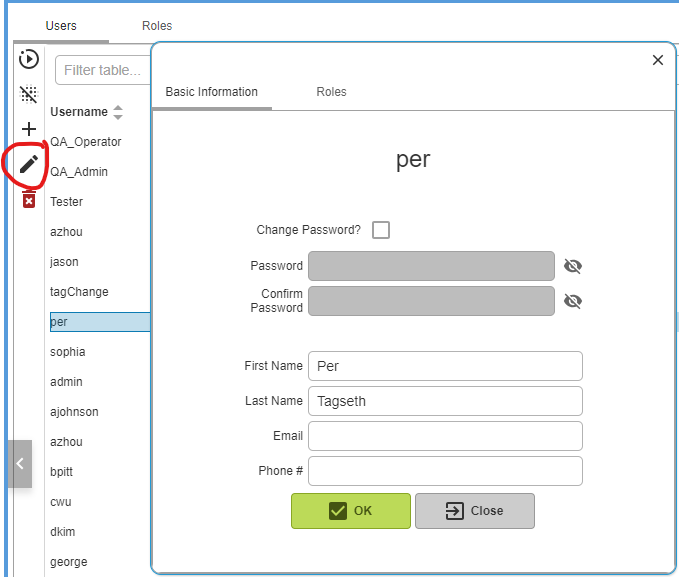 Users Roles
Filter table...
Username
QA_Operator
QA_Admin
Tester
azhou
jason
tagChange
per
sophia
admin
ajohnson
azhou
bpitt
cwu
dkim
george
Basic Information Roles
per
Change Password?
Password
Confirm
Password
First Name Per
Last Name Tagseth
Email
Phone #
OK Close